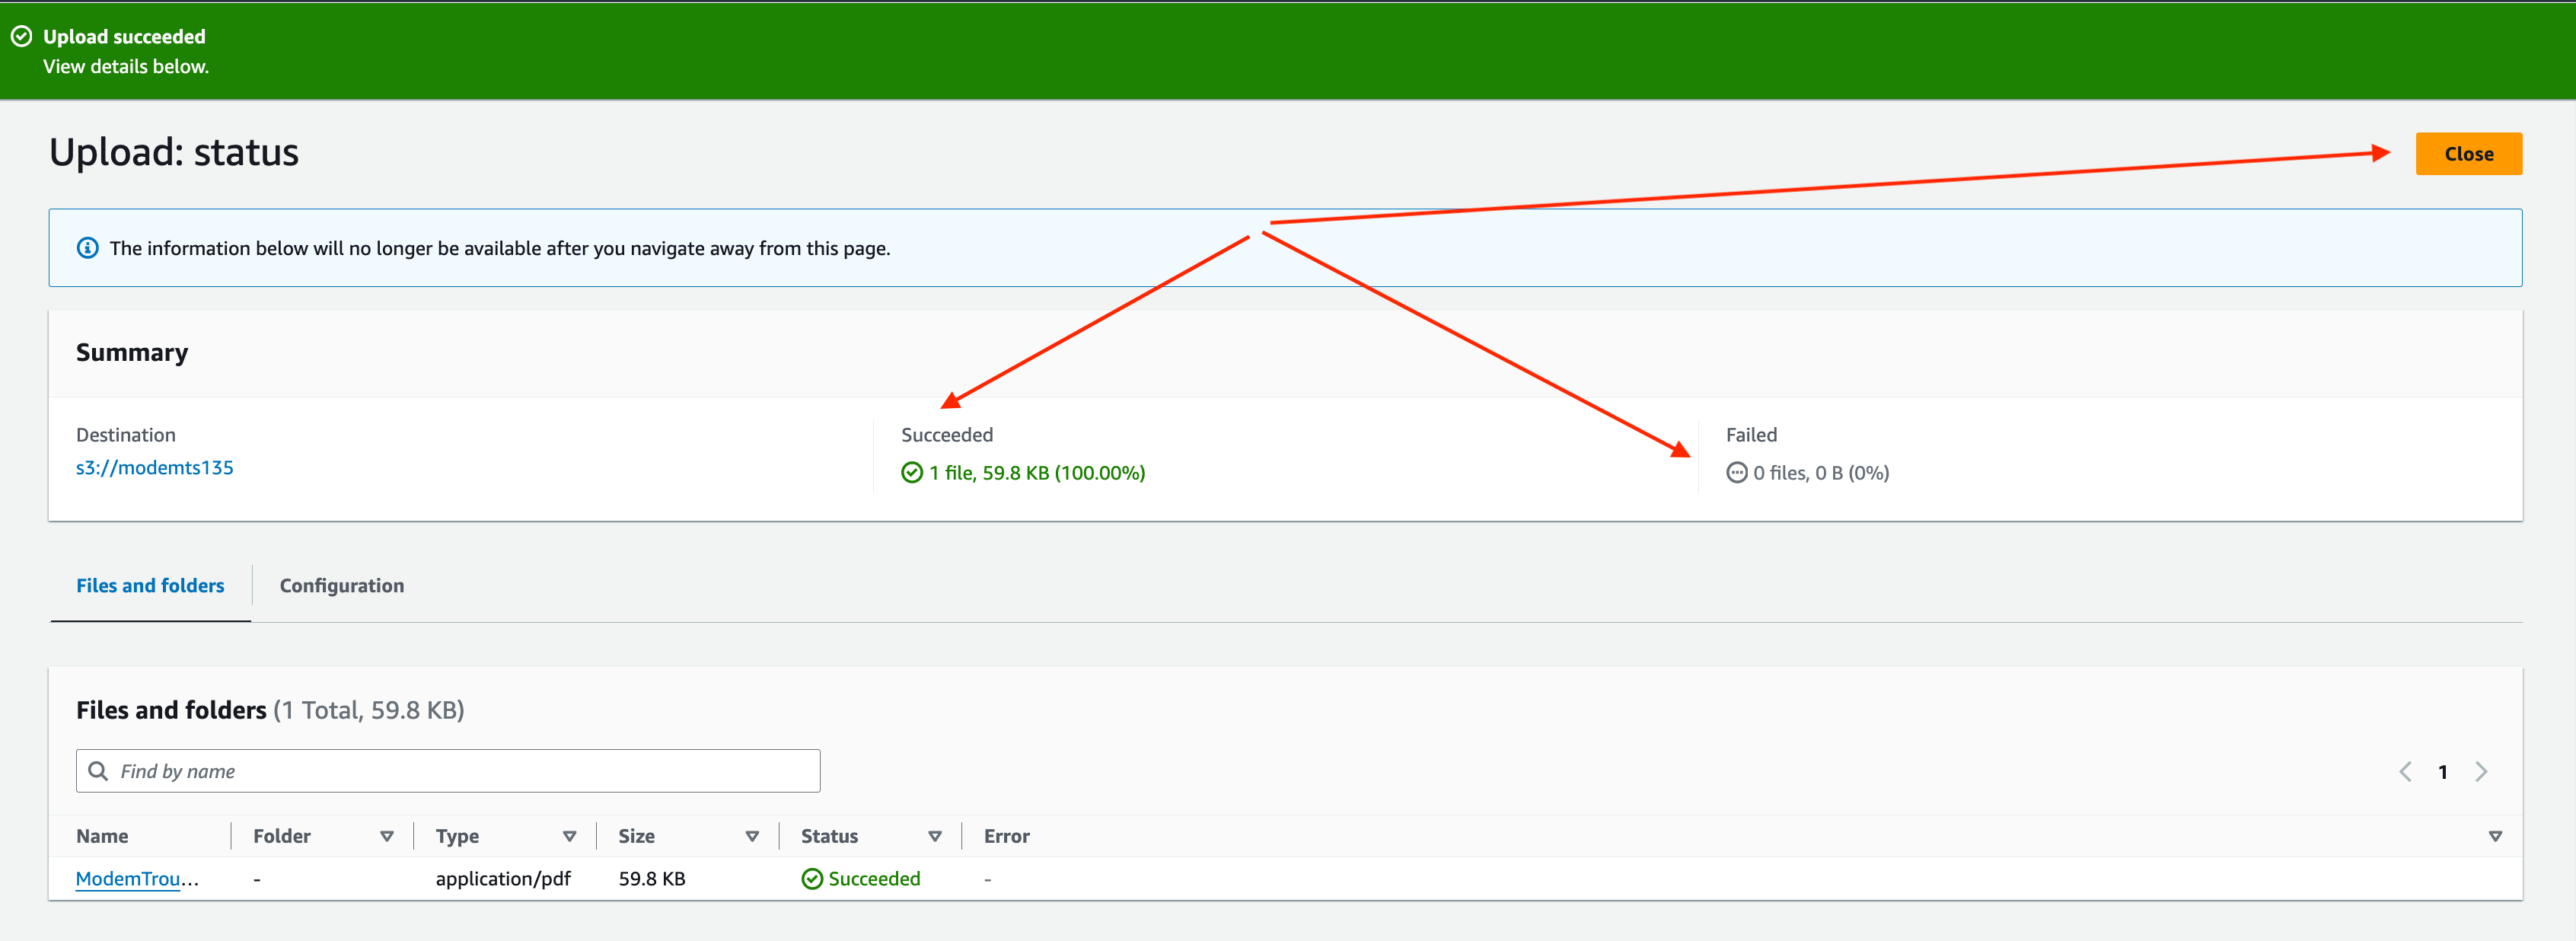 Upload succeeded
View details below.
Upload: status
Close
The information below will no longer be available after you navigate away from this page.
Summary
Destination
s3://modemts135
Succeeded
1 file, 59.8 KB (100.00%)
Failed
0 files, 0 B (0%)
Files and folders
Configuration
Files and folders (1 Total, 59.8 KB)
Find by name
1
Name Folder Type Size Status Error
ModemTrou... - application/pdf 59.8 KB Succeeded -